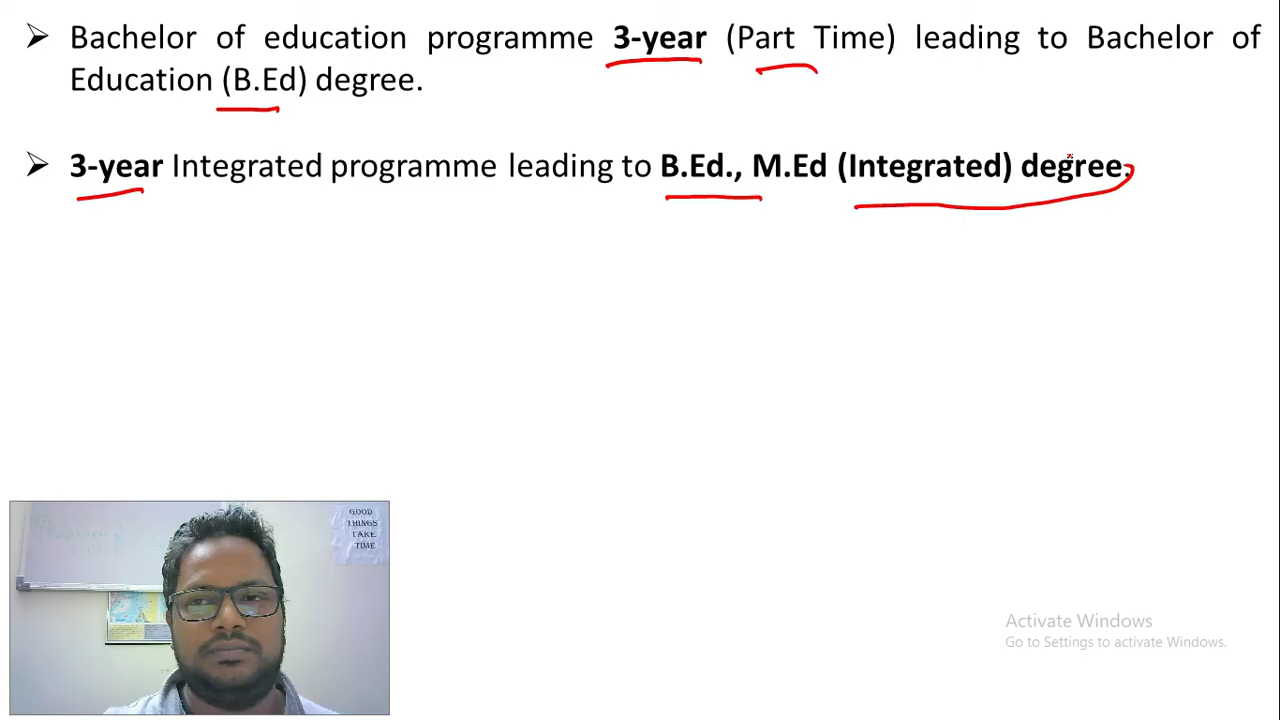 ➢ Bachelor of education programme 3-year (Part Time) leading to Bachelor of
Education (B.Ed) degree.
➢ 3-year Integrated programme leading to B.Ed., M.Ed (Integrated) degree.
GOOD
THINGS
TAKE
TIME
Activate Windows
Go to Settings to activate Windows.